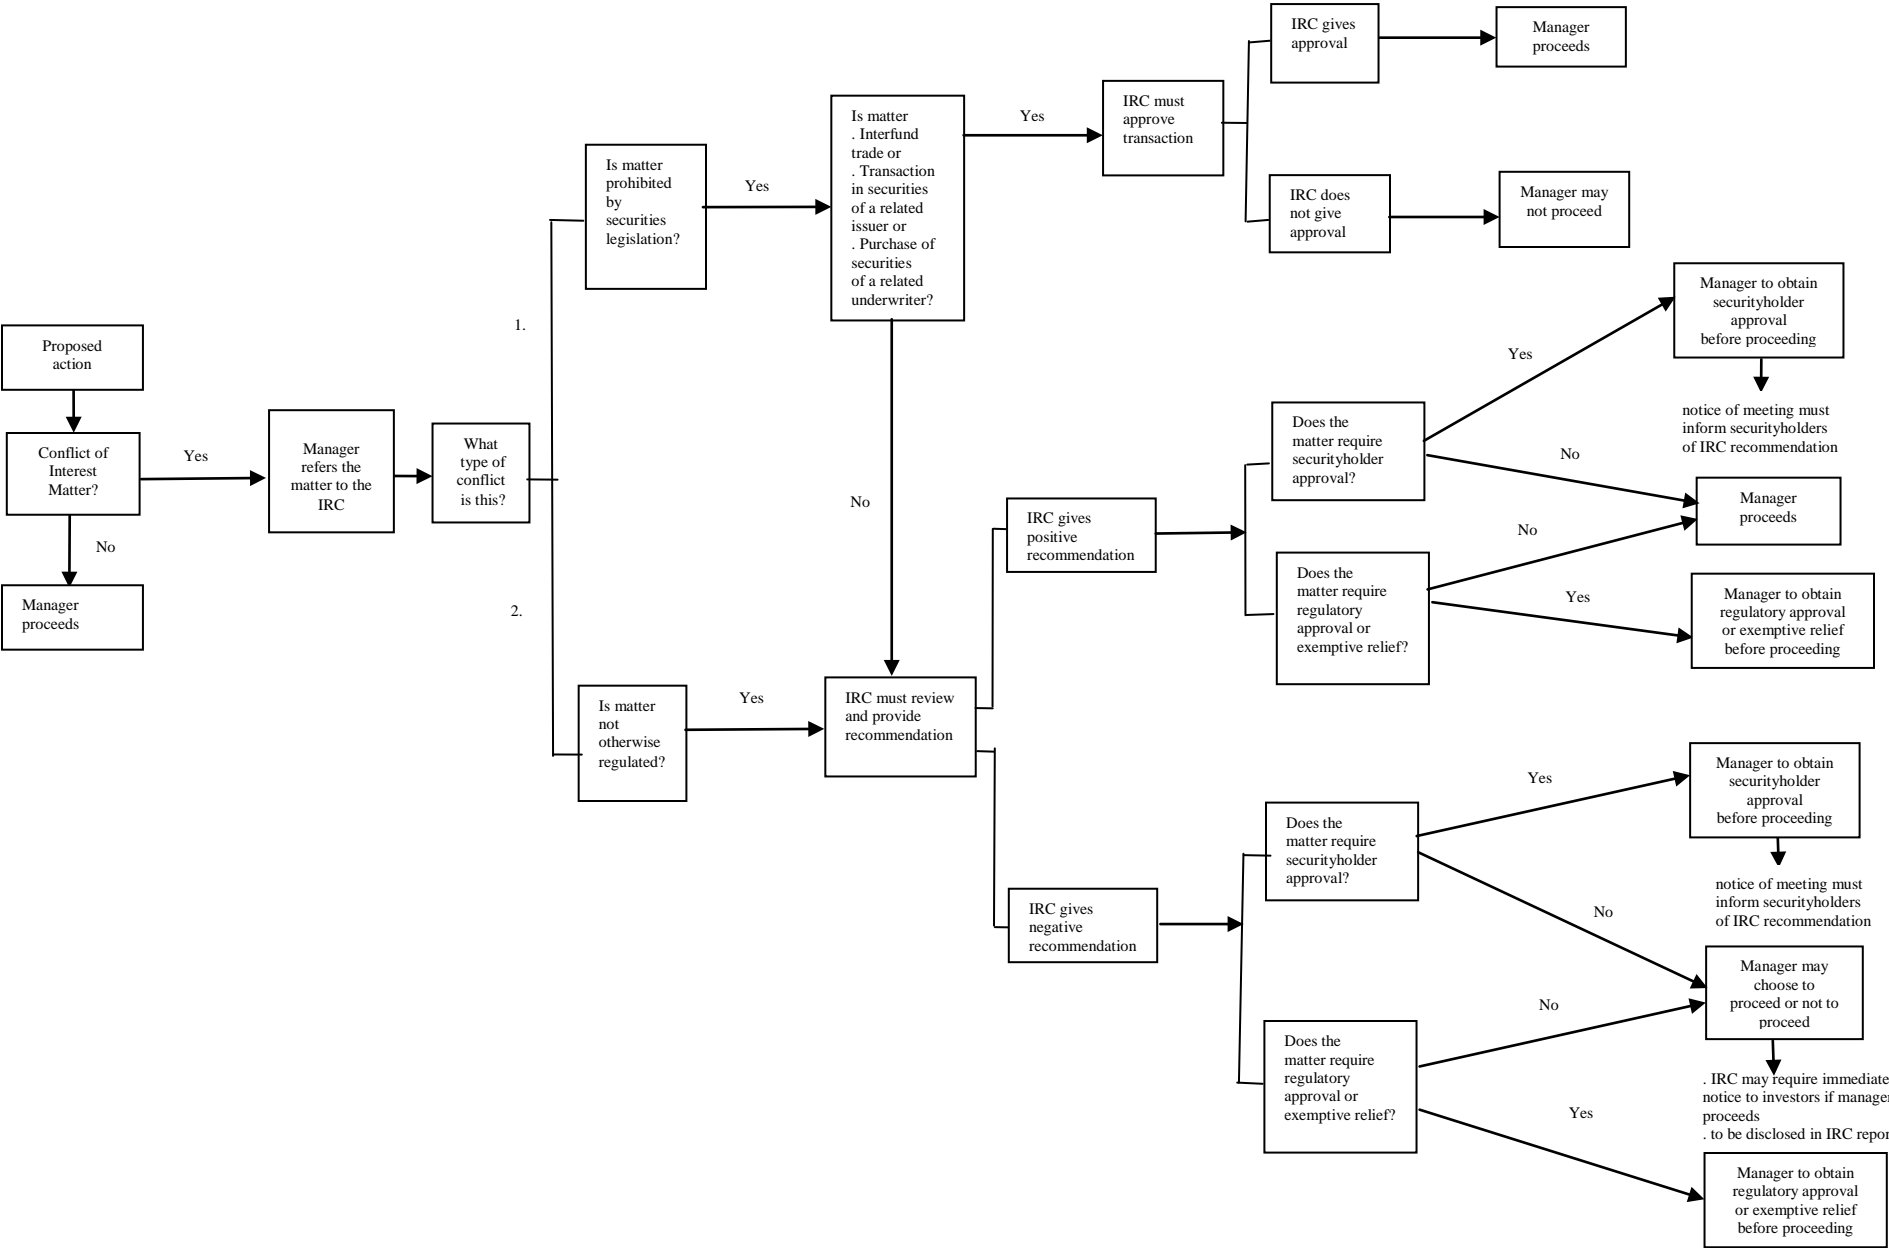 Proposed
action
Conflict of
Interest
Matter?
Yes
No
Manager
proceeds
Manager
refers the
matter to the
IRC
What
type of
conflict
is this?
1.
2.
Is matter
prohibited
by
securities
legislation?
Yes
Is matter
. Interfund
trade or
. Transaction
in securities
of a related
issuer or
. Purchase of
securities
of a related
underwriter?
Yes
No
IRC must
approve
transaction
IRC gives
approval
Manager
proceeds
IRC does
not give
approval
Manager may
not proceed
Is matter
not
otherwise
regulated?
Yes
IRC must review
and provide
recommendation
IRC gives
positive
recommendation
Does the
matter require
securityholder
approval?
Yes
Manager to obtain
securityholder
approval
before proceeding
notice of meeting must
inform securityholders
of IRC recommendation
No
Manager
proceeds
Does the
matter require
regulatory
approval or
exemptive relief?
No
Yes
Manager to obtain
regulatory approval
or exemptive relief
before proceeding
IRC gives
negative
recommendation
Does the
matter require
securityholder
approval?
Yes
Manager to obtain
securityholder
approval
before proceeding
notice of meeting must
inform securityholders
of IRC recommendation
No
Manager may
choose to
proceed or not to
proceed
. IRC may require immediate
notice to investors if manager
proceeds
. to be disclosed in IRC repor
Does the
matter require
regulatory
approval or
exemptive relief?
No
Yes
Manager to obtain
regulatory approval
or exemptive relief
before proceeding